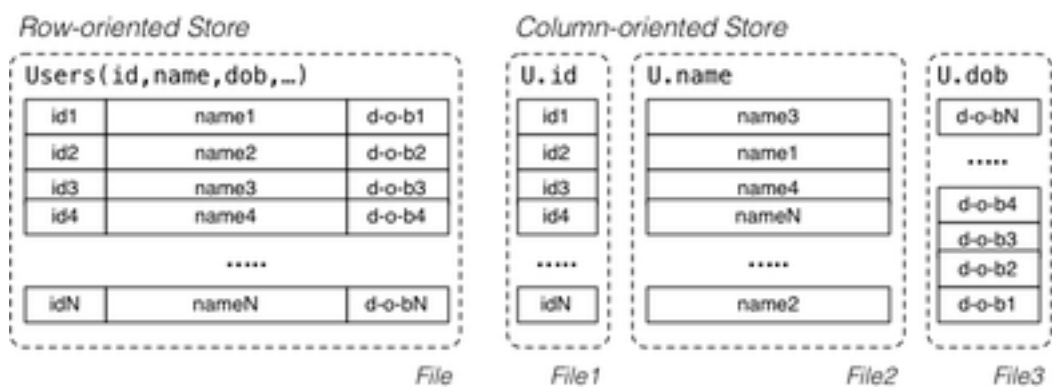 Row-oriented Store
Users(id,name,dob,…)
id1 name1 d-o-b1
id2 name2 d-o-b2
id3 name3 d-o-b3
id4 name4 d-o-b4
.....
idN nameN d-o-bN
File
Column-oriented Store
U.id
id1
id2
id3
id4
.....
idN
File1
U.name
name3
name1
name4
nameN
.....
name2
File2
U.dob
d-o-bN
.....
d-o-b4
d-o-b3
d-o-b2
d-o-b1
File3